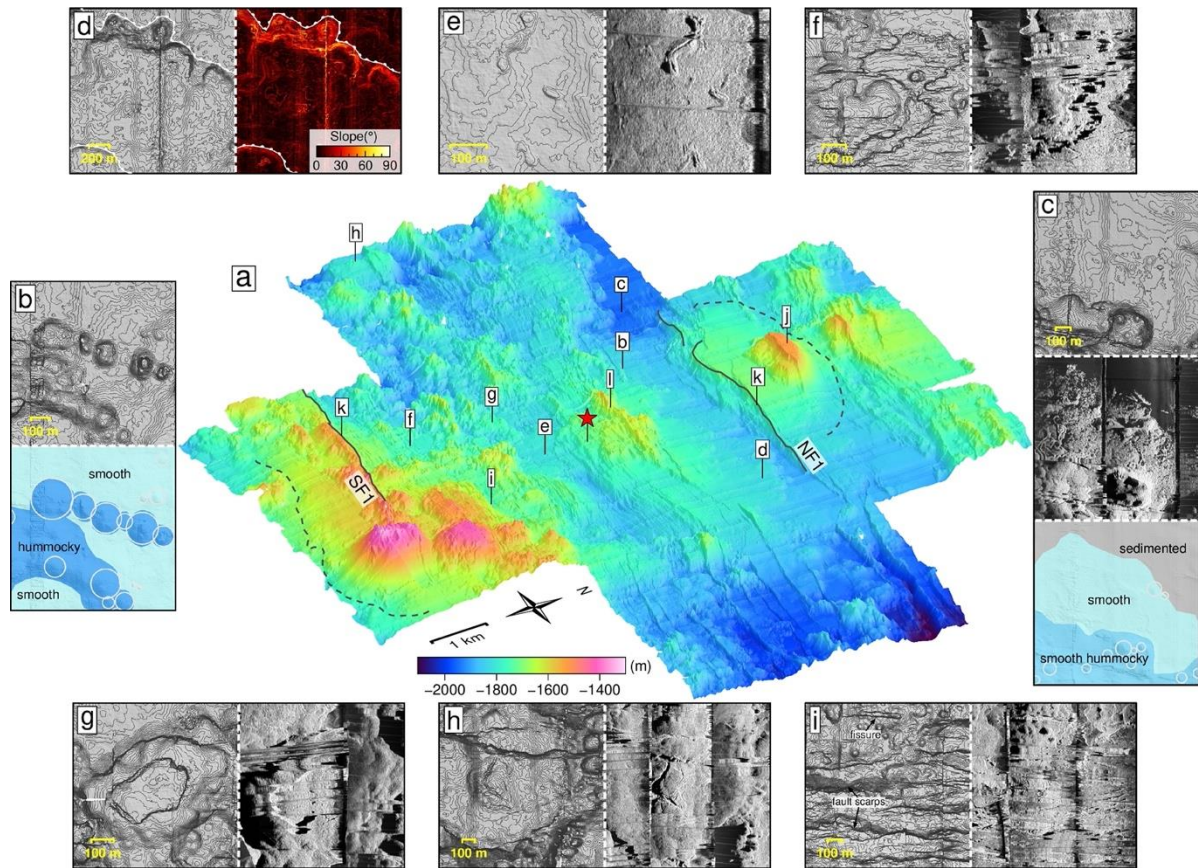 d
Slope(°)
0 30 60 90
200 m
e
100 m
f
100 m
c
100 m
sedimented
smooth
smooth hummocky
b
100 m
smooth
hummocky
smooth
a
h
c
b
j
k
l
g
f
k
e
d
i
SF1
NF1
N
1 km
(m)
−2000 −1800 −1600 −1400
g
100 m
h
100 m
i
fissure
fault scarps
100 m